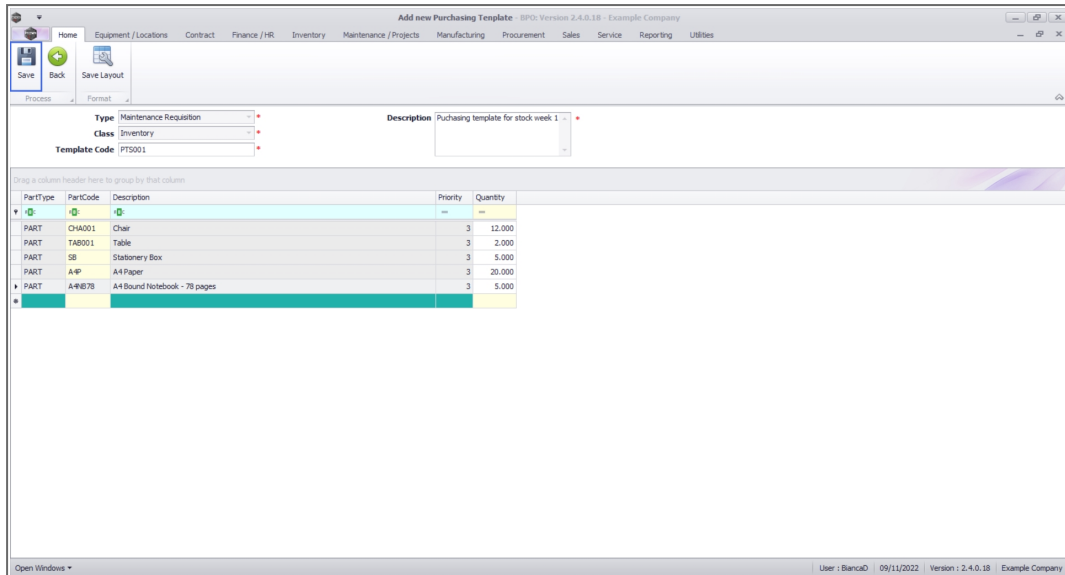 Add new Purchasing Template - BPO: Version 2.4.0.18 - Example Company
Home Equipment / Locations Contract Finance / HR Inventory Maintenance / Projects Manufacturing Procurement Sales Service Reporting Utilities
Save Back Save Layout
Process Format
Type Maintenance Requisition * Description Puchasing template for stock week 1 *
Class Inventory *
Template Code PTS001 *
Drag a column header here to group by that column
PartType PartCode Description Priority Quantity
PART CHA001 Chair 3 12.000
PART TAB001 Table 3 2.000
PART SB Stationery Box 3 5.000
PART A4P A4 Paper 3 20.000
PART A4NB78 A4 Bound Notebook - 78 pages 3 5.000
Open Windows User : BiancaD 09/11/2022 Version : 2.4.0.18 Example Company